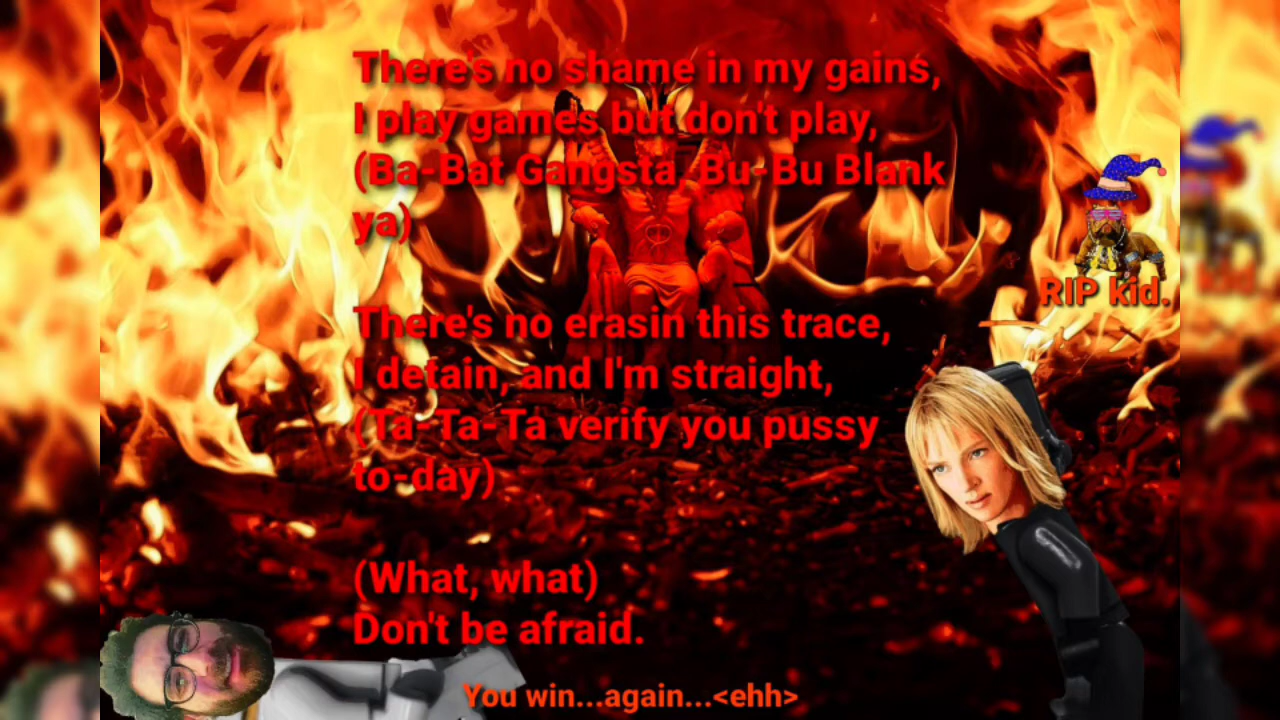 There's no shame in my gains,
I play games but don't play,
(Ba-Bat Gangsta, Bu-Bu Blank
ya)
There's no erasin this trace,
I detain, and I'm straight,
(Ta-Ta-Ta verify you pussy
to-day)
(What, what)
Don't be afraid.
RIP kid.
You win...again...<ehh>